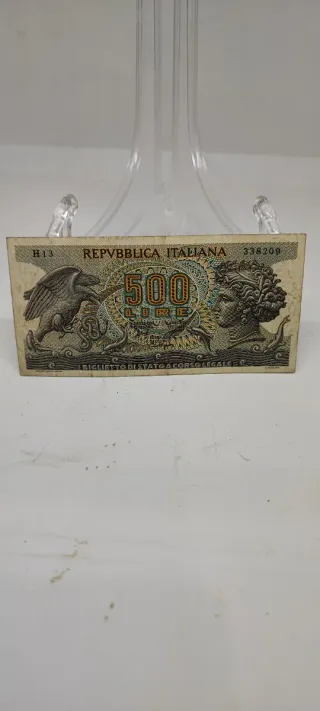 H13 REPVBBLICA ITALIANA 338209
500
LIRE
I BIGLIETTO DI STATO A CORSO LEGALE I